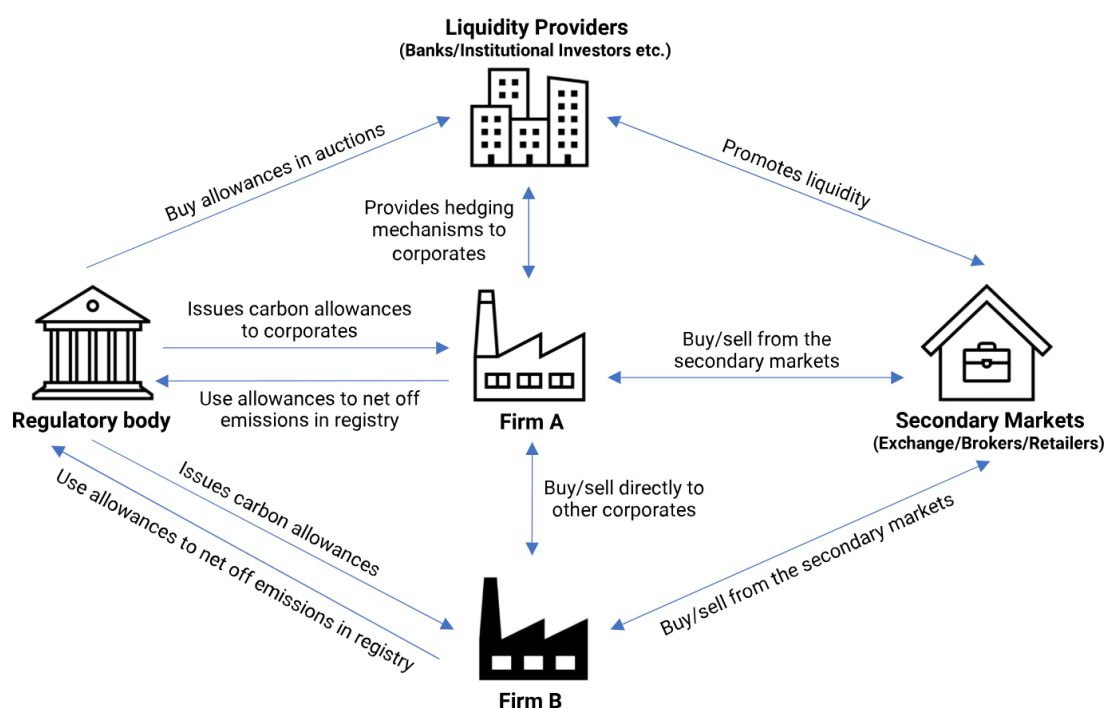 Liquidity Providers
(Banks/Institutional Investors etc.)
Buy allowances in auctions
Promotes liquidity
Provides hedging
mechanisms to
corporates
Issues carbon allowances
to corporates
Buy/sell from the
secondary markets
Use allowances to net off
emissions in registry
Regulatory body
Firm A
Secondary Markets
(Exchange/Brokers/Retailers)
Issues carbon allowances
Use allowances to net off emissions in registry
Buy/sell directly to
other corporates
Buy/sell from the secondary markets
Firm B